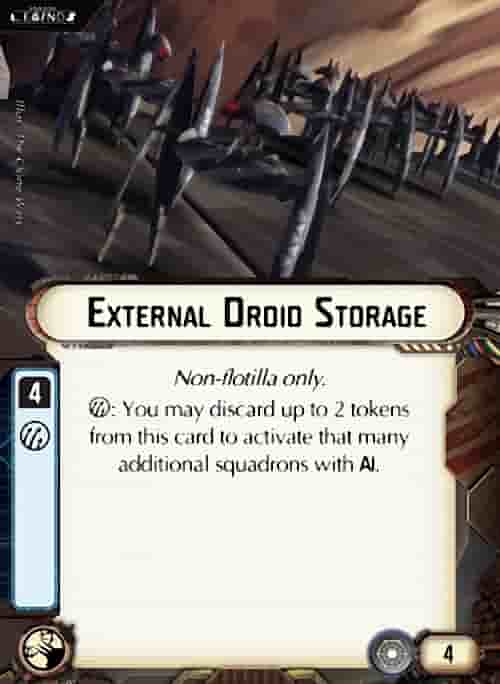 LEGENDS
External Droid Storage
4
Non-flotilla only.
: You may discard up to 2 tokens
from this card to activate that many
additional squadrons with AI.
4